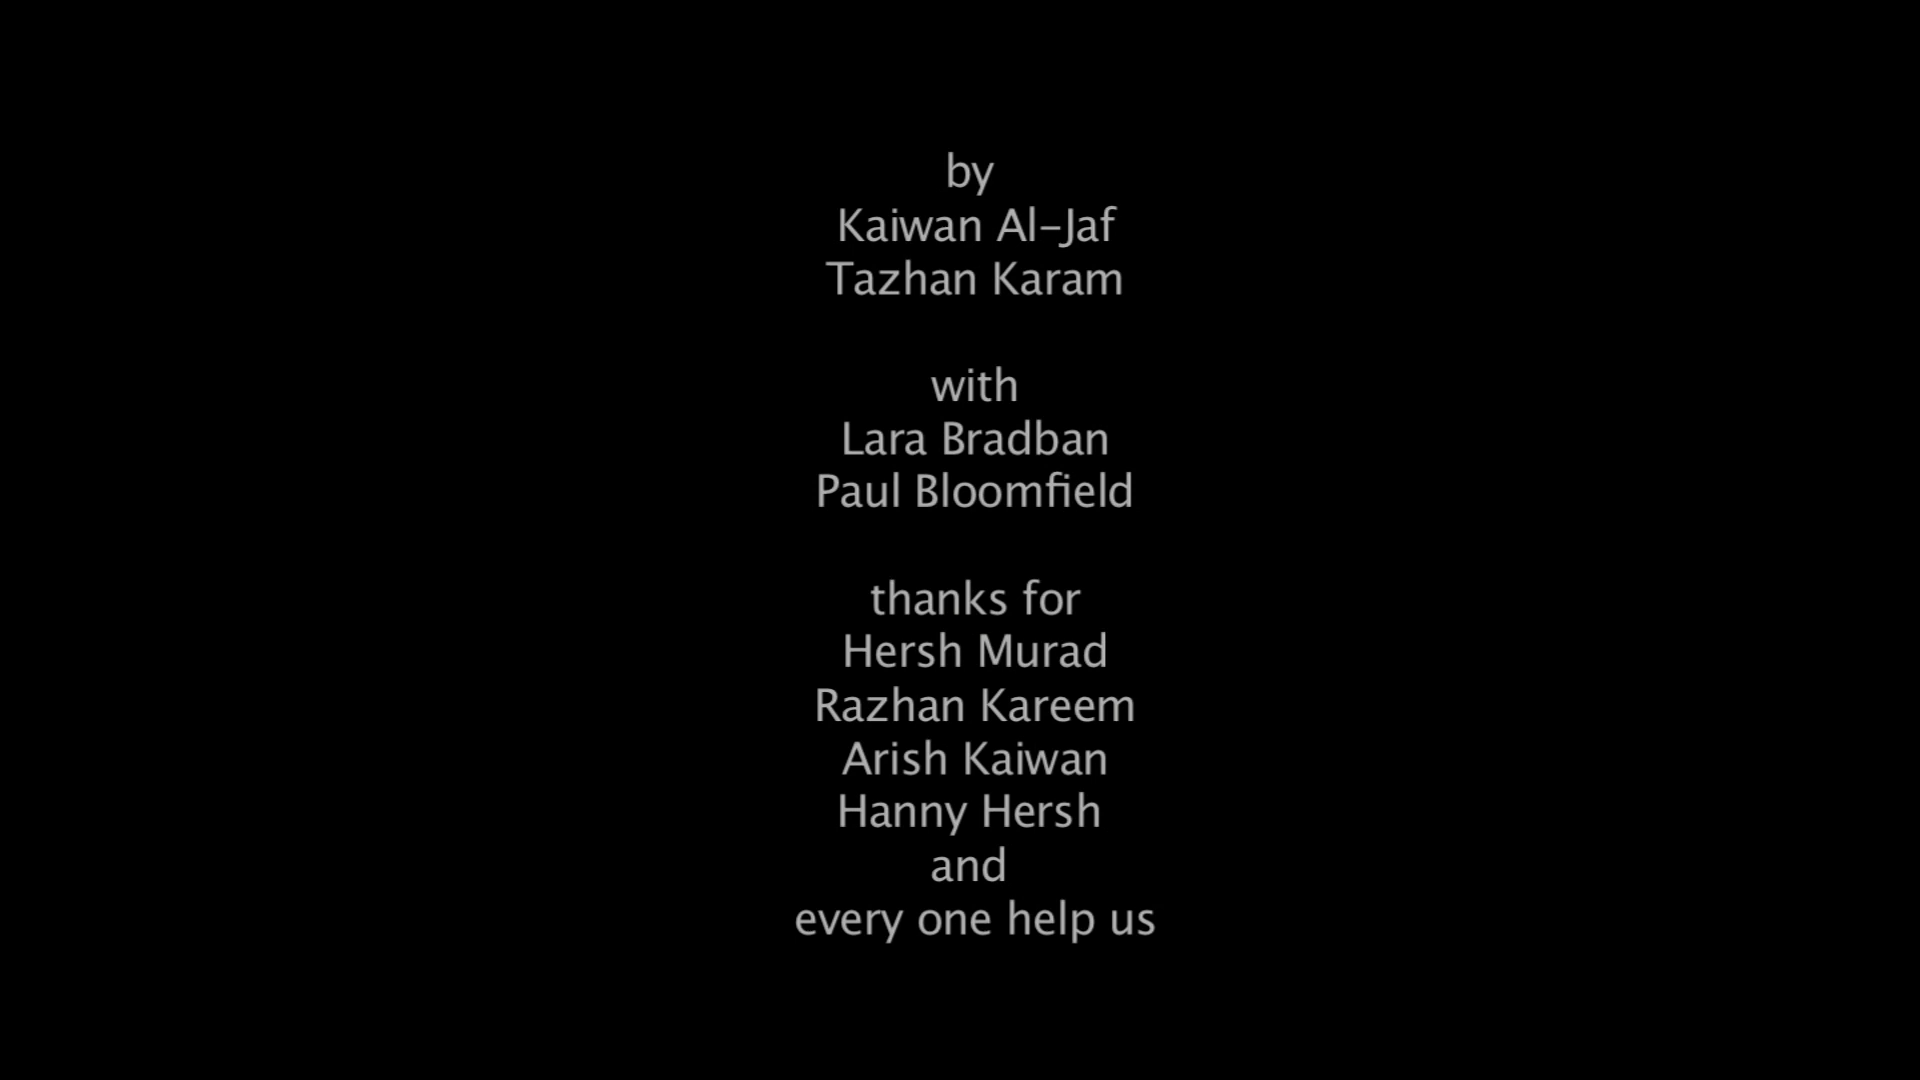 by
Kaiwan Al-Jaf
Tazhan Karam
with
Lara Bradban
Paul Bloomfield
thanks for
Hersh Murad
Razhan Kareem
Arish Kaiwan
Hanny Hersh
and
every one help us